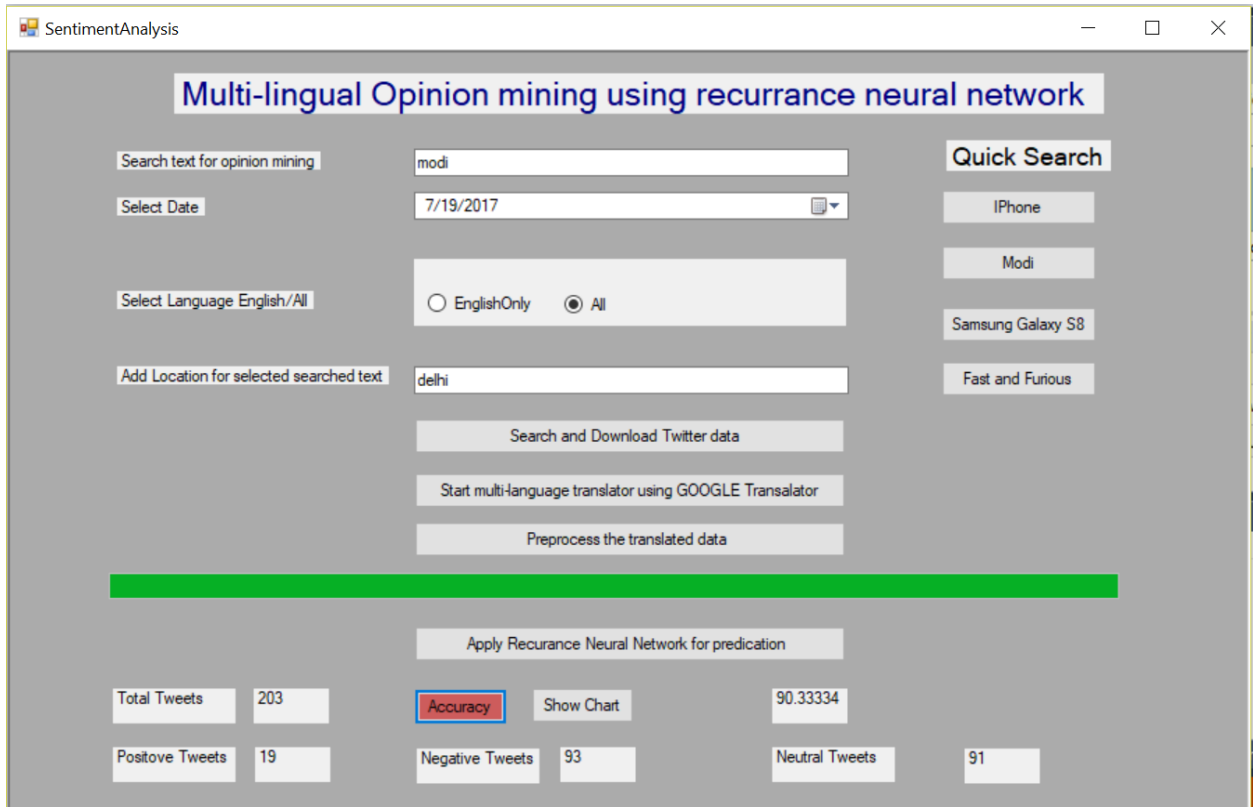 SentimentAnalysis
Multi-lingual Opinion mining using recurrance neural network
Search text for opinion mining
modi
Quick Search
Select Date
7/19/2017
IPhone
Modi
Select Language English/All
EnglishOnly
All
Samsung Galaxy S8
Add Location for selected searched text
delhi
Fast and Furious
Search and Download Twitter data
Start multi-language translator using GOOGLE Transalator
Preprocess the translated data
Apply Recurance Neural Network for predication
Total Tweets
203
Accuracy
Show Chart
90.33334
Positove Tweets
19
Negative Tweets
93
Neutral Tweets
91